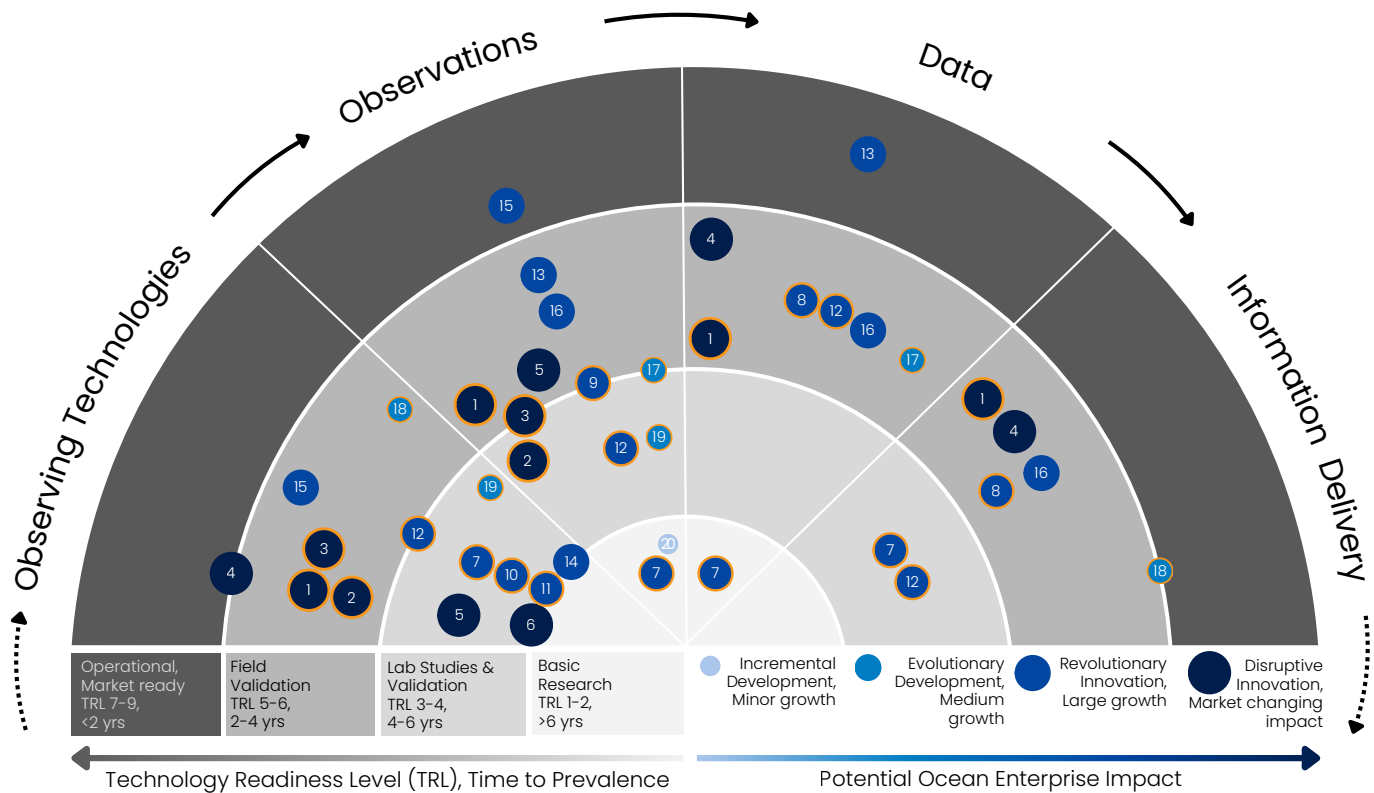 Observing Technologies
Observations
Data
Information Delivery
13
15
4
13
8
12
16
16
1
17
5
17
9
1
18
1
3
4
19
12
2
16
15
19
8
12
20
3
7
12
7
14
18
4
10
7
7
11
1
2
5
6
Operational,
Market ready
TRL 7-9,
<2 yrs
Field
Validation
TRL 5-6,
2-4 yrs
Lab Studies &
Validation
TRL 3-4,
4-6 yrs
Basic
Research
TRL 1-2,
>6 yrs
Incremental
Development,
Minor growth
Evolutionary
Development,
Medium
growth
Revolutionary
Innovation,
Large growth
Disruptive
Innovation,
Market changing
impact
Technology Readiness Level (TRL), Time to Prevalence
Potential Ocean Enterprise Impact